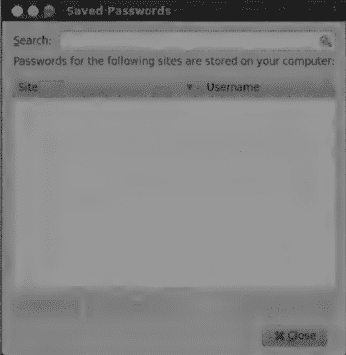 Saved Passwords
Search:
Passwords for the following sites are stored on your computer:
Site Username
Close